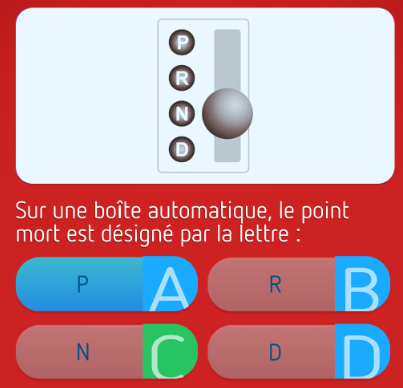 P
R
N
D
Sur une boîte automatique, le point
mort est désigné par la lettre :
P A R B
N C D D